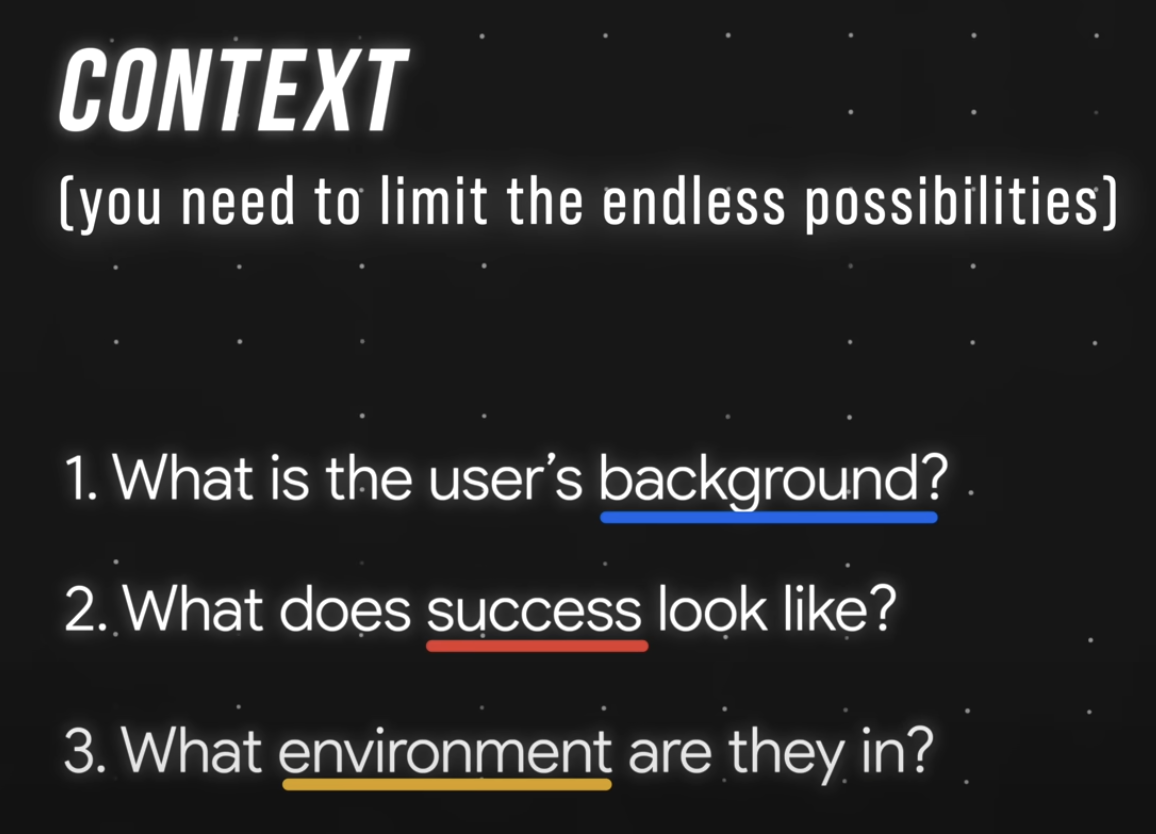 CONTEXT
(you need to limit the endless possibilities)
1. What is the user’s background?
2. What does success look like?
3. What environment are they in?